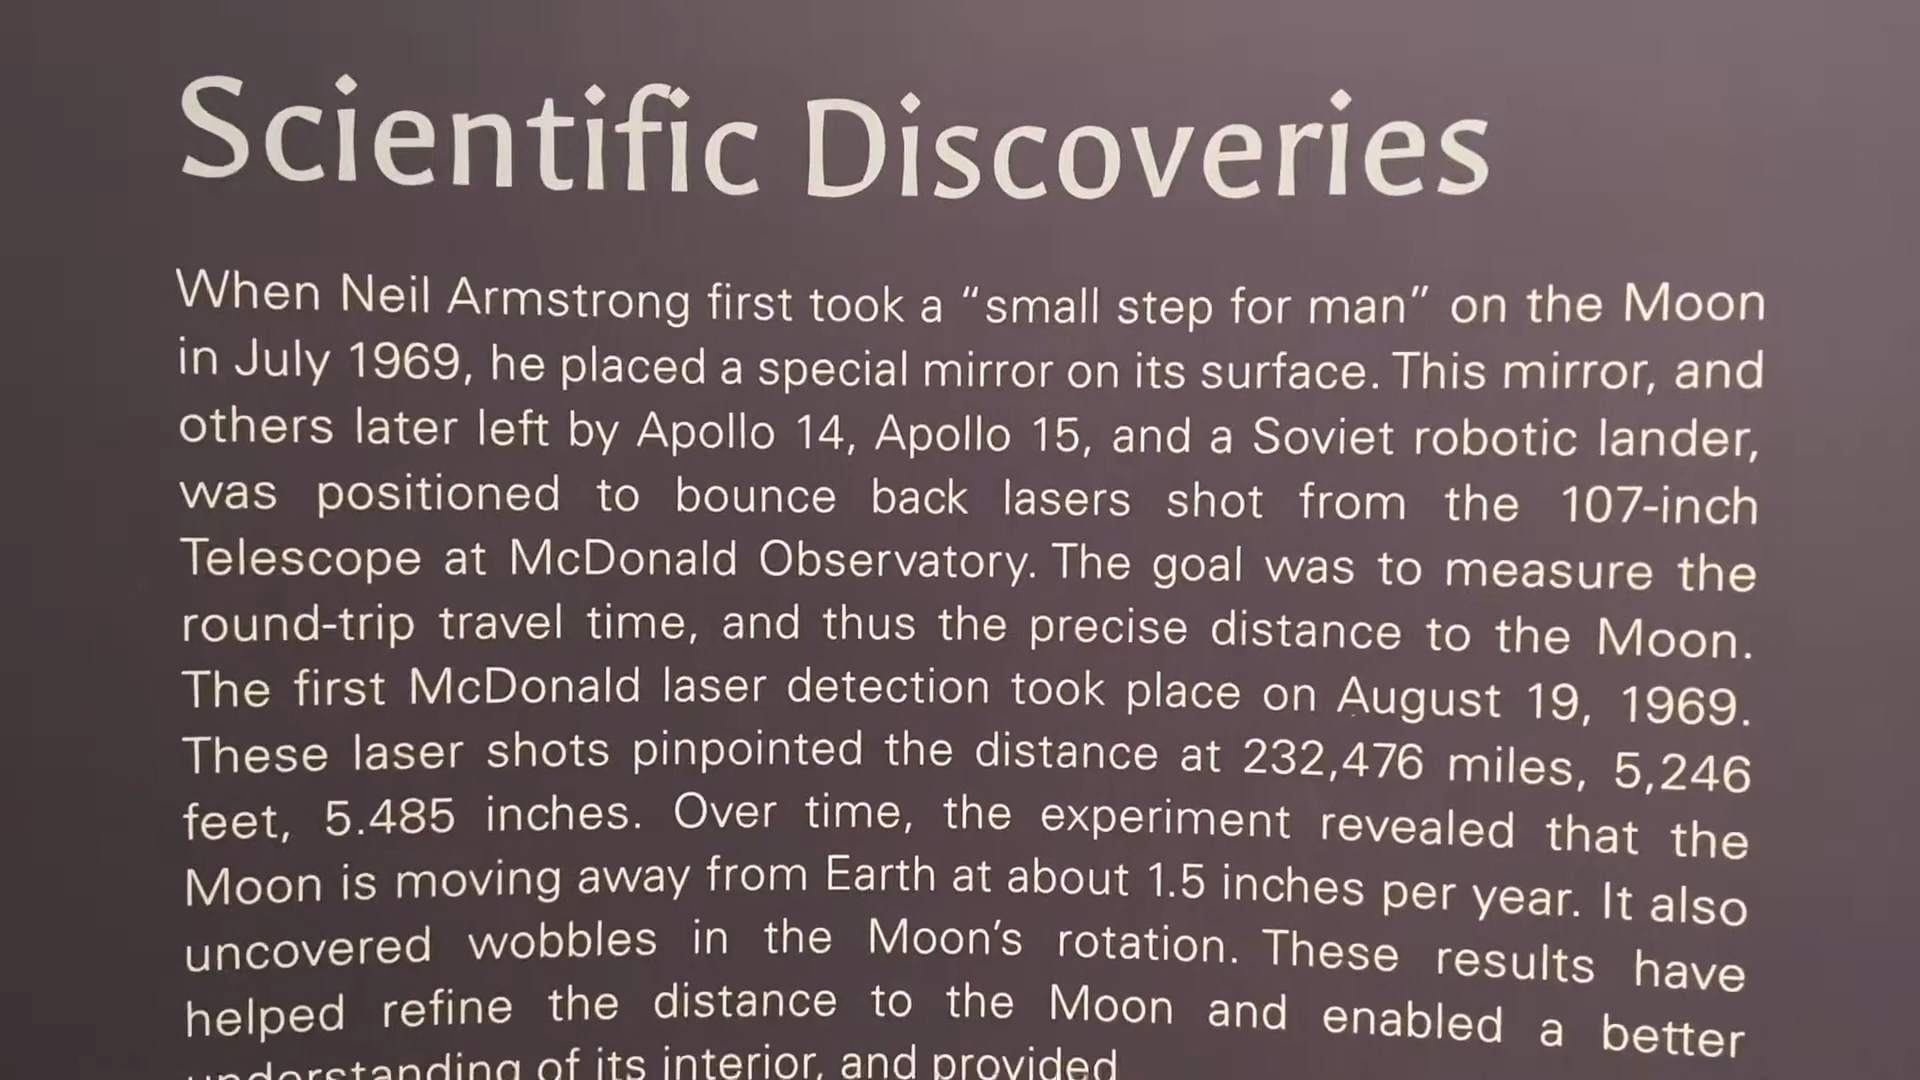 Scientific Discoveries
When Neil Armstrong first took a “small step for man” on the Moon
in July 1969, he placed a special mirror on its surface. This mirror, and
others later left by Apollo 14, Apollo 15, and a Soviet robotic lander,
was positioned to bounce back lasers shot from the 107-inch
Telescope at McDonald Observatory. The goal was to measure the
round-trip travel time, and thus the precise distance to the Moon.
The first McDonald laser detection took place on August 19, 1969.
These laser shots pinpointed the distance at 232,476 miles, 5,246
feet, 5.485 inches. Over time, the experiment revealed that the
Moon is moving away from Earth at about 1.5 inches per year. It also
uncovered wobbles in the Moon’s rotation. These results have
helped refine the distance to the Moon and enabled a better
understanding of its interior, and provided